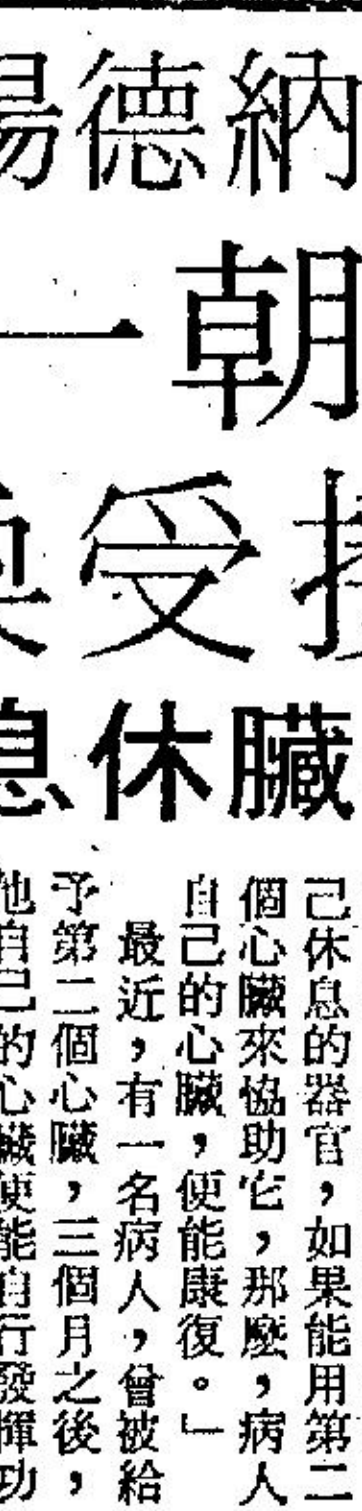 納德
朝一
受
臟休息
己休息的器官，如果能用第二
個心臟來協助它，那麼，病人
自己的心臟，便能康復。」
最近，有一名病人，曾被給
予第二個心臟，三個月之後，
他自己的心臟便能自行發揮功